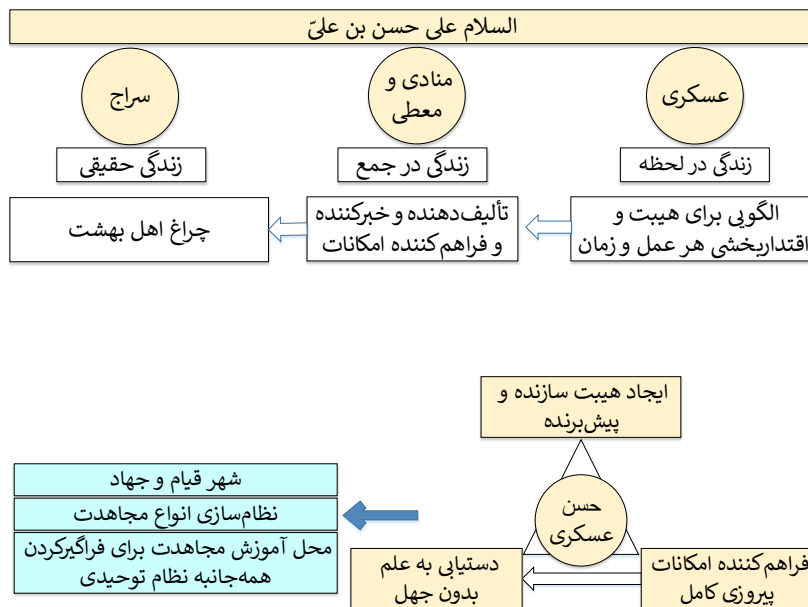 السلام علی حسن بن علیّ
عسکری
منادی و
معطی
سراج
زندگی در لحظه
زندگی در جمع
زندگی حقیقی
الگویی برای هیبت و
اقتداربخشی هر عمل و زمان
تألیف‌دهنده و خبرکننده
و فراهم‌کننده امکانات
چراغ اهل بهشت
ایجاد هیبت سازنده و
پیش‌برنده
حسن
عسکری
فراهم‌کننده امکانات
پیروزی کامل
دستیابی به علم
بدون جهل
شهر قیام و جهاد
نظام‌سازی انواع مجاهدت
محل آموزش مجاهدت برای فراگیرکردن
همه‌جانبه نظام توحیدی